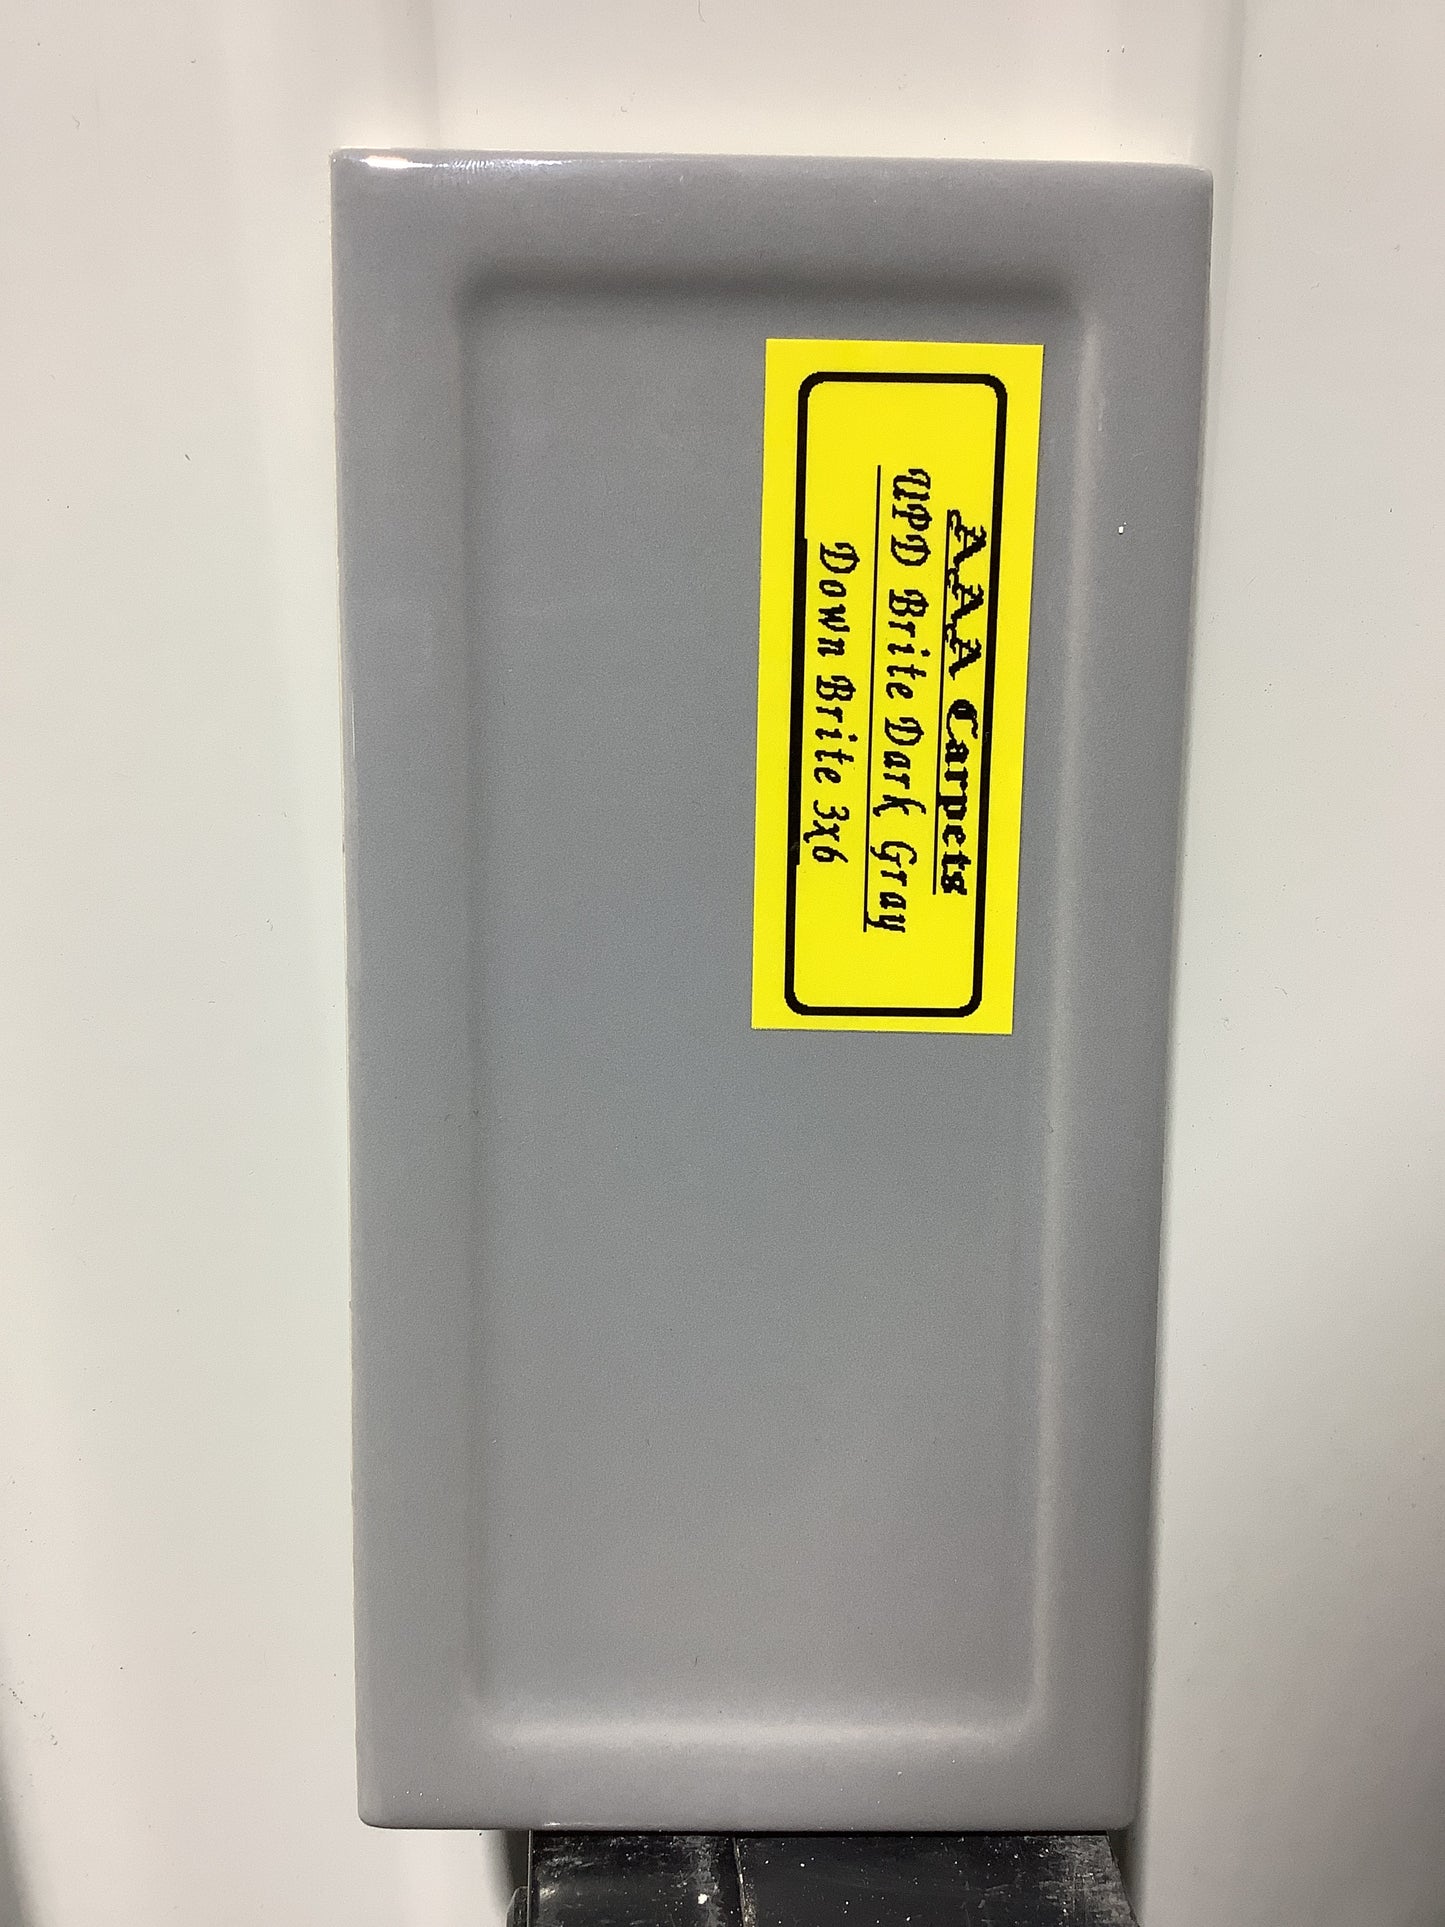 AAA Carpets
UPD Brite Dark Gray
Down Brite 3x6